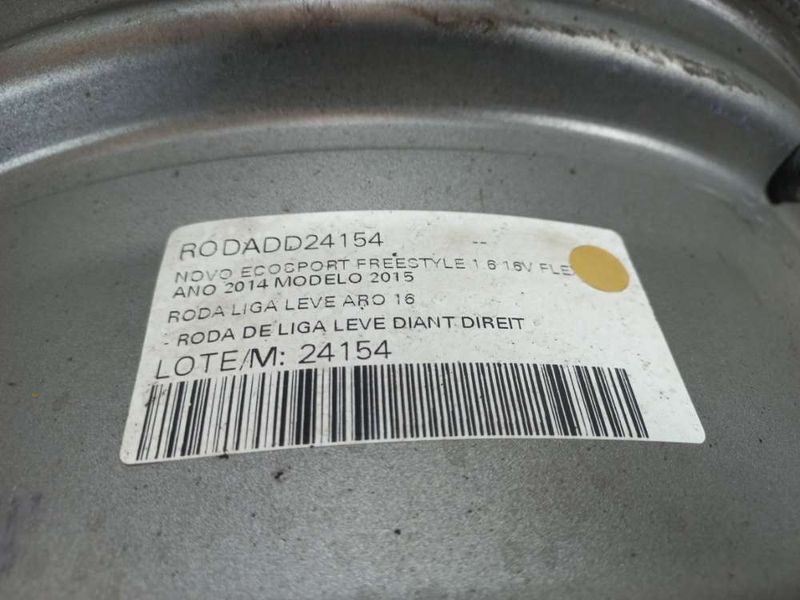 RODADD24154 --
NOVO ECOSPORT FREESTYLE 1.6 16V FLE
ANO 2014 MODELO 2015
RODA LIGA LEVE ARO 16
- RODA DE LIGA LEVE DIANT DIREIT
LOTE/M: 24154